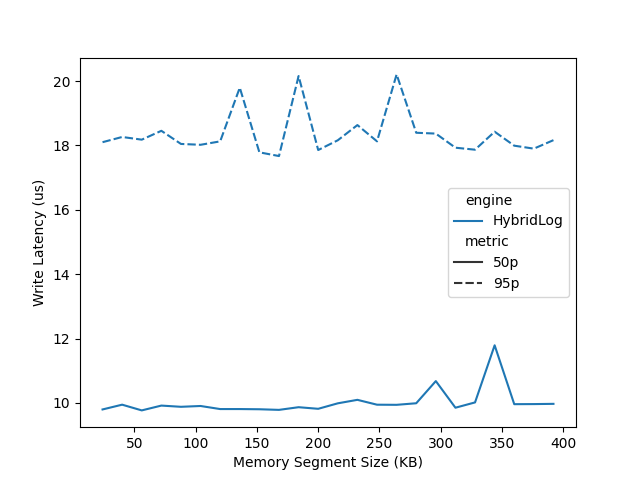 20
18
16
14
12
10
Write Latency (us)
engine
HybridLog
metric
50p
95p
50 100 150 200 250 300 350 400
Memory Segment Size (KB)